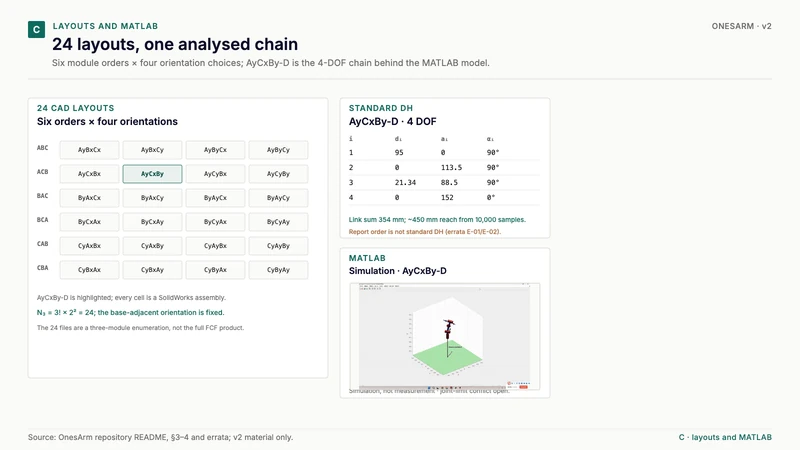 C
LAYOUTS AND MATLAB
ONESARM · v2
24 layouts, one analysed chain
Six module orders × four orientation choices; AyCxBy-D is the 4-DOF chain behind the MATLAB model.
24 CAD LAYOUTS
Six orders × four orientations
ABC AyBxCx AyBxCy AyByCx AyByCy
ACB AyCxBx AyCxBy AyCyBx AyCyBy
BAC ByAxCx ByAxCy ByAyCx ByAyCy
BCA ByCxAx ByCxAy ByCyAx ByCyAy
CAB CyAxBx CyAxBy CyAyBx CyAyBy
CBA CyBxAx CyBxAy CyByAx CyByAy
AyCxBy-D is highlighted; every cell is a SolidWorks assembly.
N₃ = 3! × 2² = 24; the base-adjacent orientation is fixed.
The 24 files are a three-module enumeration, not the full FCF product.
STANDARD DH
AyCxBy-D · 4 DOF
i dᵢ aᵢ αᵢ
1 95 0 90°
2 0 113.5 90°
3 21.34 88.5 90°
4 0 152 0°
Link sum 354 mm; ~450 mm reach from 10,000 samples.
Report order is not standard DH (errata E-01/E-02).
MATLAB
Simulation · AyCxBy-D
Simulation, not measurement · joint-limit conflict open.
Source: OnesArm repository README, §3–4 and errata; v2 material only.
C · layouts and MATLAB